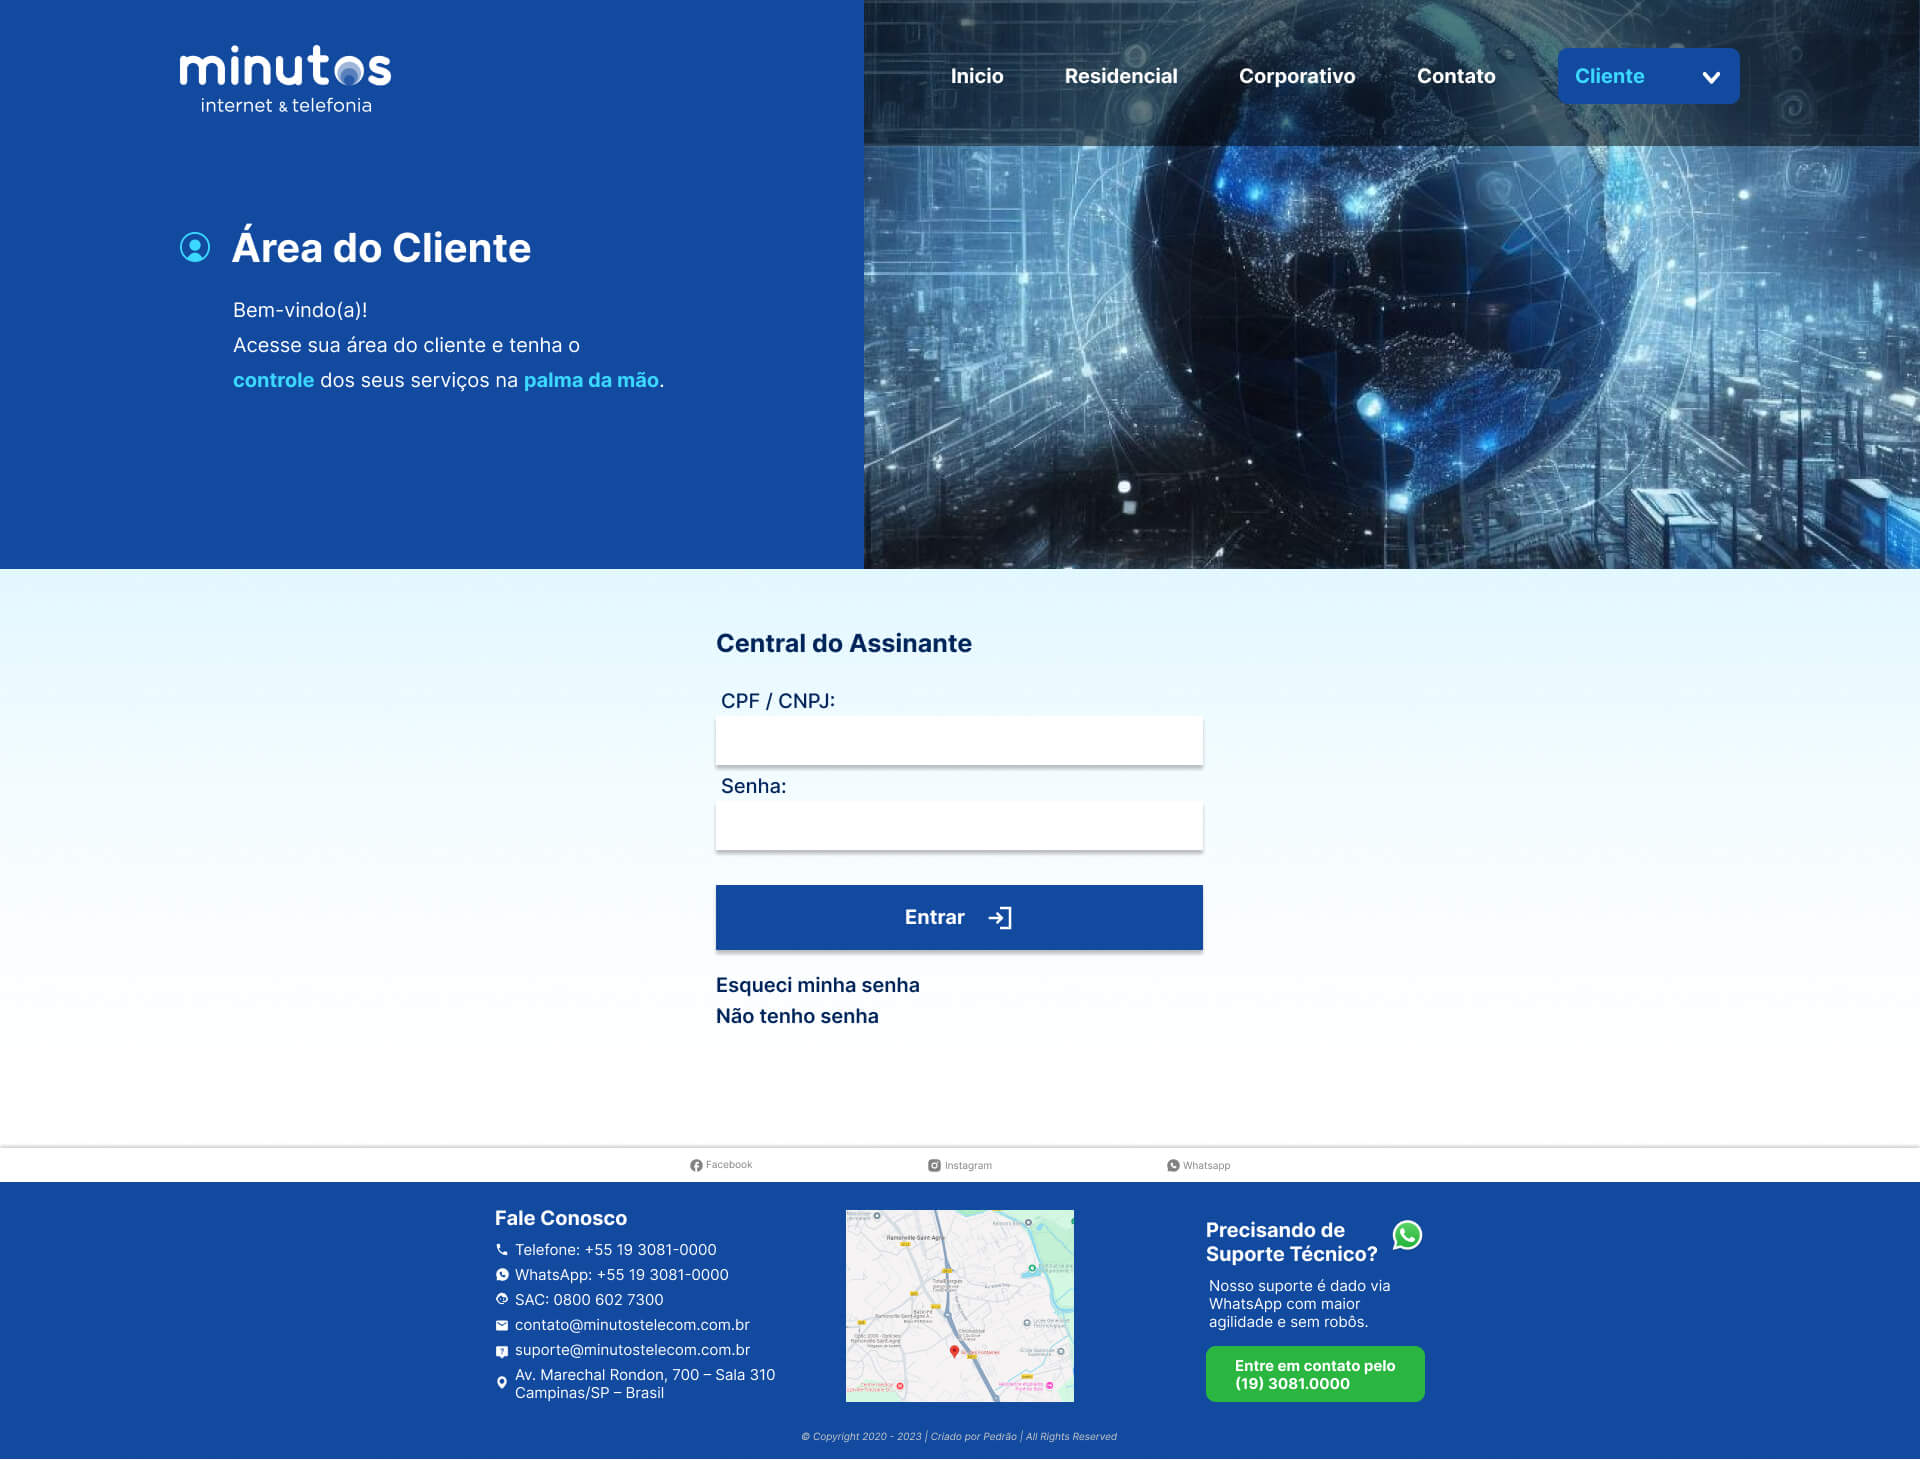 minutos
internet & telefonia
Inicio
Residencial
Corporativo
Contato
Cliente
Área do Cliente
Bem-vindo(a)!
Acesse sua área do cliente e tenha o
controle dos seus serviços na palma da mão.
Central do Assinante
CPF / CNPJ:
Senha:
Entrar
Esqueci minha senha
Não tenho senha
Facebook
Instagram
Whatsapp
Fale Conosco
Telefone: +55 19 3081-0000
WhatsApp: +55 19 3081-0000
SAC: 0800 602 7300
contato@minutostelecom.com.br
suporte@minutostelecom.com.br
Av. Marechal Rondon, 700 – Sala 310
Campinas/SP – Brasil
Ramonville Saint Agne
Precisando de
Suporte Técnico?
Nosso suporte é dado via
WhatsApp com maior
agilidade e sem robôs.
Entre em contato pelo
(19) 3081.0000
© Copyright 2020 - 2023 | Criado por Pedrão | All Rights Reserved